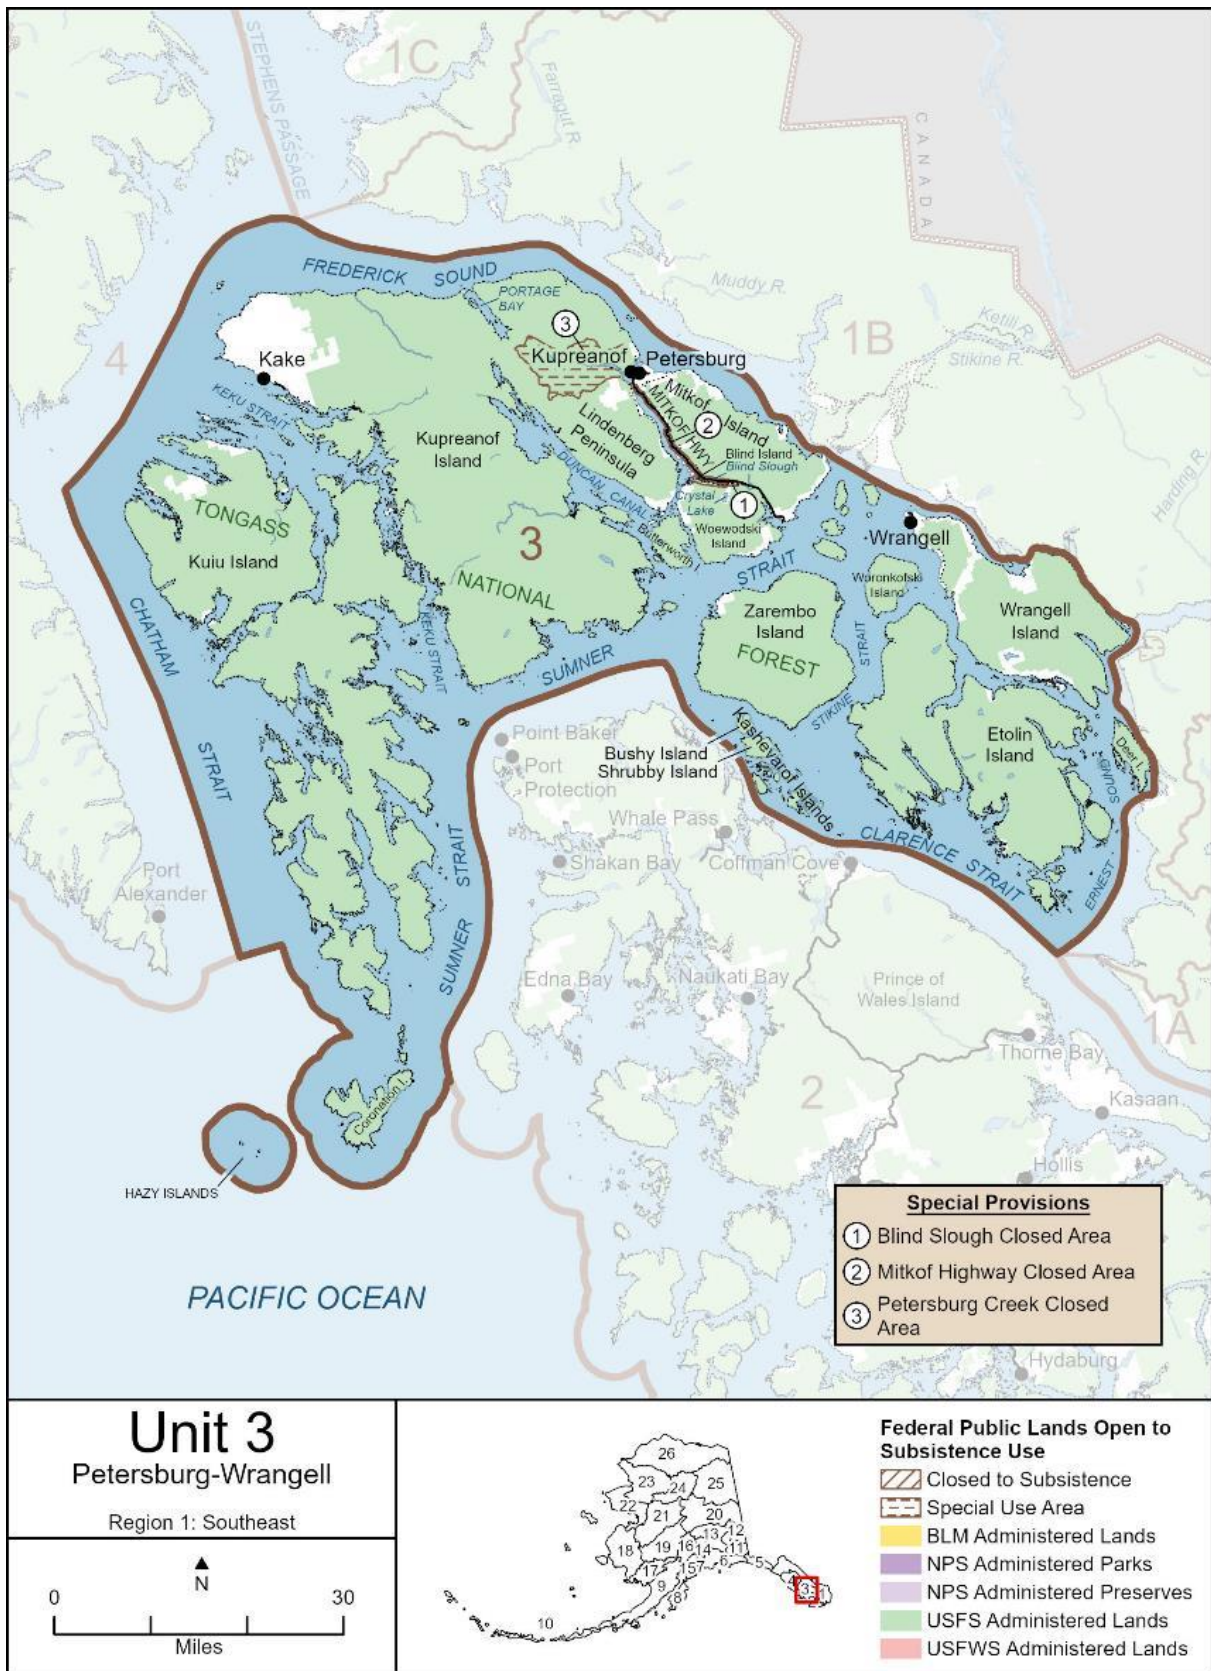 1C
STEPHENS PASSAGE
Farragut R.
CANADA
FREDERICK SOUND
PORTAGE
BAY
Muddy R.
Ketili R.
Stikine R.
1B
4
3
Kake
Kupreanof
Petersburg
KEKU STRAIT
MITKOF HWY
Mitkof Island
2
Lindenberg
Peninsula
Kupreanof
Island
Blind Island
Blind Slough
DUNCAN CANAL
Crystal
Lake
1
Woewodski
Island
Butterworth
Harding R.
TONGASS
3
Wrangell
Kuiu Island
NATIONAL
STRAIT
Woronkofski
Island
Wrangell
Island
CHATHAM
STRAIT
KEKU STRAIT
SUMNER
Zarembo
Island
FOREST
STRAIT
STIKINE
Etolin
Island
Deer I.
Kashevarof Islands
Bushy Island
Shrubby Island
Point Baker
Port
Protection
Whale Pass
SOUND
ERNEST
CLARENCE STRAIT
Shakan Bay
Coffman Cove
Port
Alexander
SUMNER STRAIT
Edna Bay
Naukati Bay
Prince of
Wales Island
1A
Thorne Bay
Kasaan
2
Coronation I.
HAZY ISLANDS
Hollis
Special Provisions
1 Blind Slough Closed Area
2 Mitkof Highway Closed Area
3 Petersburg Creek Closed
Area
PACIFIC OCEAN
Hydaburg
Unit 3
Petersburg-Wrangell
Region 1: Southeast
N
0 30
Miles
26
23
24
25
22
21
20
18
19
16
13
12
14
11
17
15
7
6
5
9
8
10
4
3
1
2
Federal Public Lands Open to
Subsistence Use
Closed to Subsistence
Special Use Area
BLM Administered Lands
NPS Administered Parks
NPS Administered Preserves
USFS Administered Lands
USFWS Administered Lands